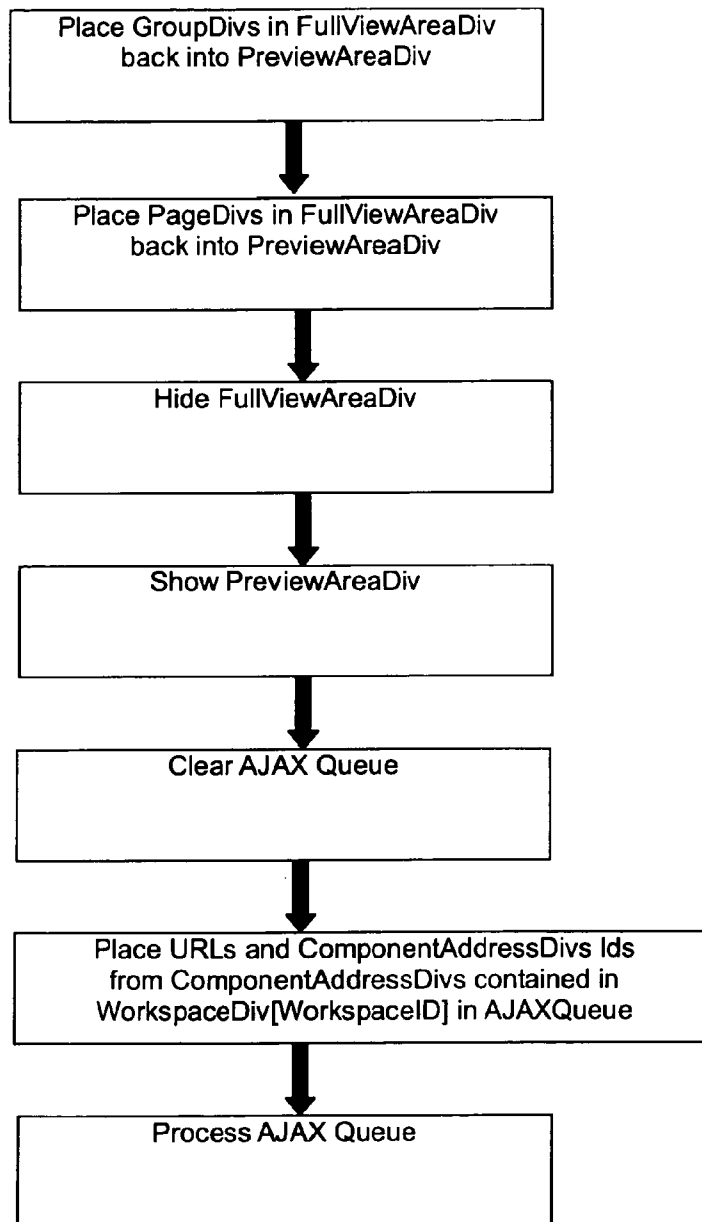 Place GroupDivs in FullViewAreaDiv
back into PreviewAreaDiv
Place PageDivs in FullViewAreaDiv
back into PreviewAreaDiv
Hide FullViewAreaDiv
Show PreviewAreaDiv
Clear AJAX Queue
Place URLs and ComponentAddressDivs Ids
from ComponentAddressDivs contained in
WorkspaceDiv[WorkspaceID] in AJAXQueue
Process AJAX Queue